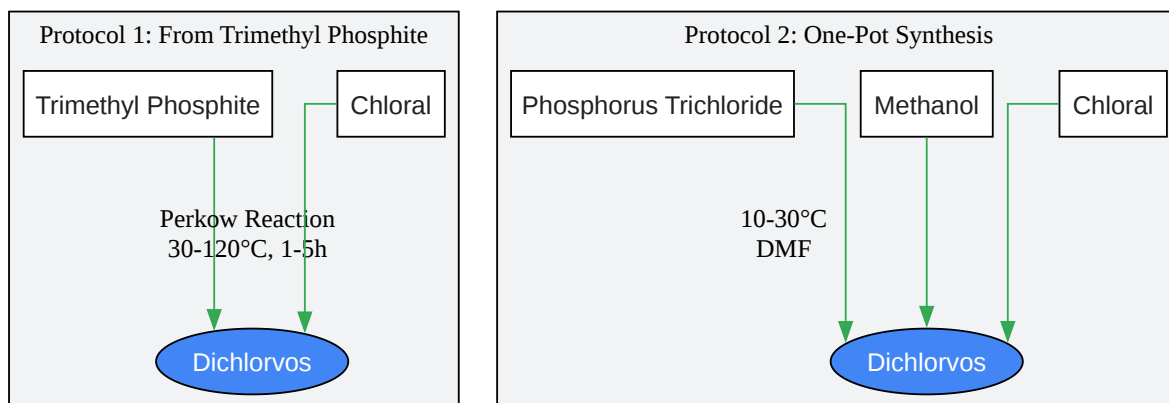 Protocol 1: From Trimethyl Phosphite
Trimethyl Phosphite
Chloral
Perkow Reaction
30-120°C, 1-5h
Dichlorvos
Protocol 2: One-Pot Synthesis
Phosphorus Trichloride
Methanol
Chloral
10-30°C
DMF
Dichlorvos